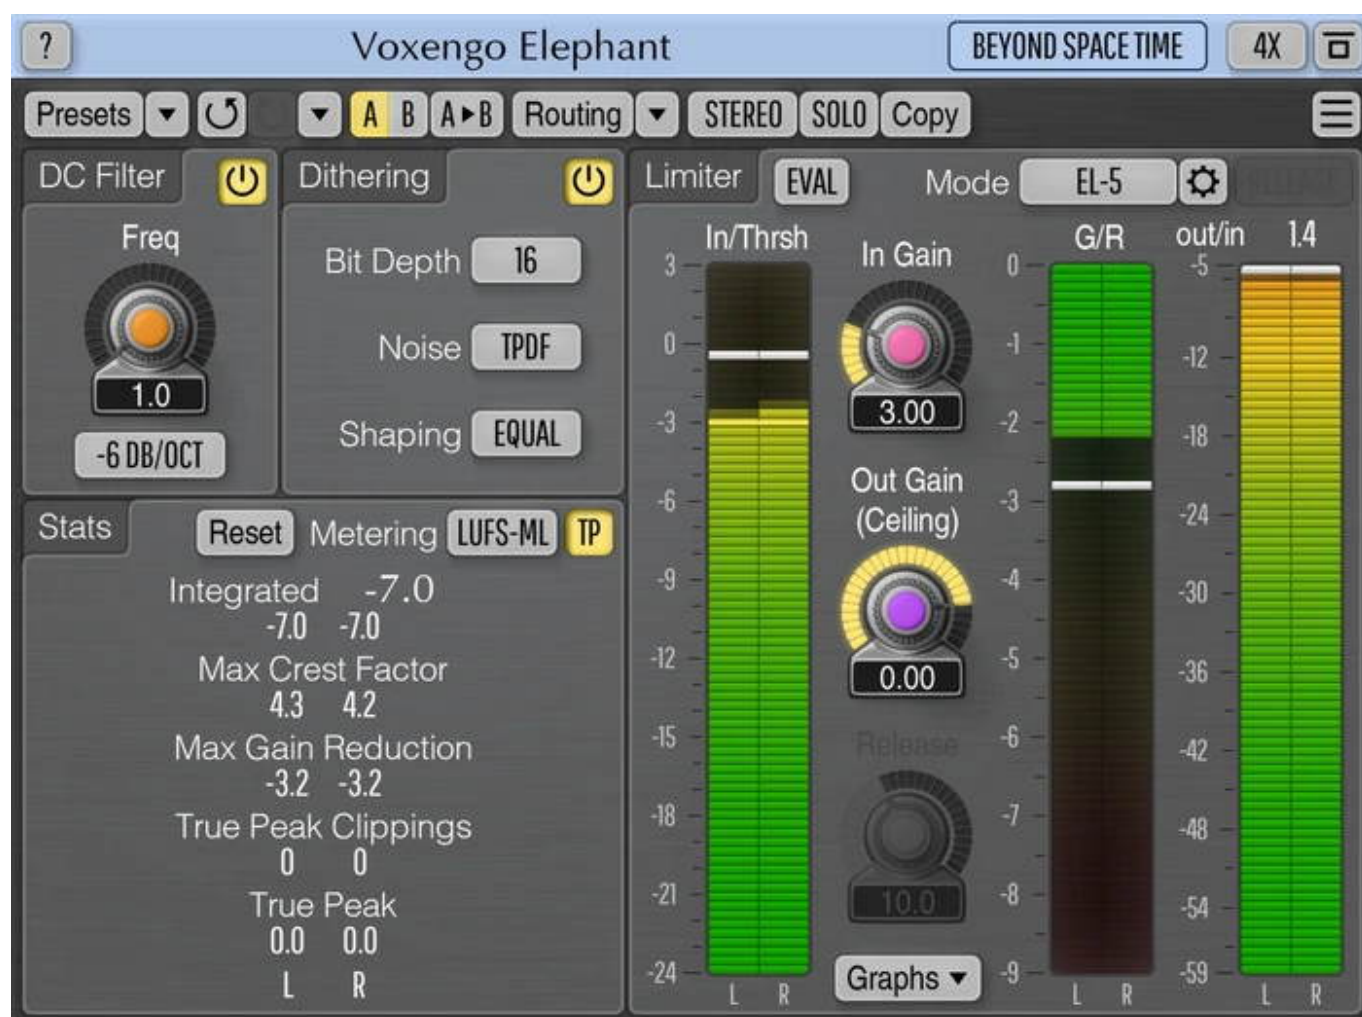 ? Voxengo Elephant BEYOND SPACE TIME 4X
Presets A B A▸B Routing STEREO SOLO Copy
DC Filter
Freq
1.0
-6 DB/OCT
Dithering
Bit Depth 16
Noise TPDF
Shaping EQUAL
Stats Reset Metering LUFS-ML TP
Integrated -7.0
-7.0 -7.0
Max Crest Factor
4.3 4.2
Max Gain Reduction
-3.2 -3.2
True Peak Clippings
0 0
True Peak
0.0 0.0
L R
Limiter EVAL Mode EL-5 RELEASE
In/Thrsh
3
0
-3
-6
-9
-12
-15
-18
-21
-24
L R
In Gain
3.00
Out Gain
(Ceiling)
0.00
Release
10.0
Graphs
G/R
0
-1
-2
-3
-4
-5
-6
-7
-8
-9
L R
out/in 1.4
-5
-12
-18
-24
-30
-36
-42
-48
-54
-59
L R